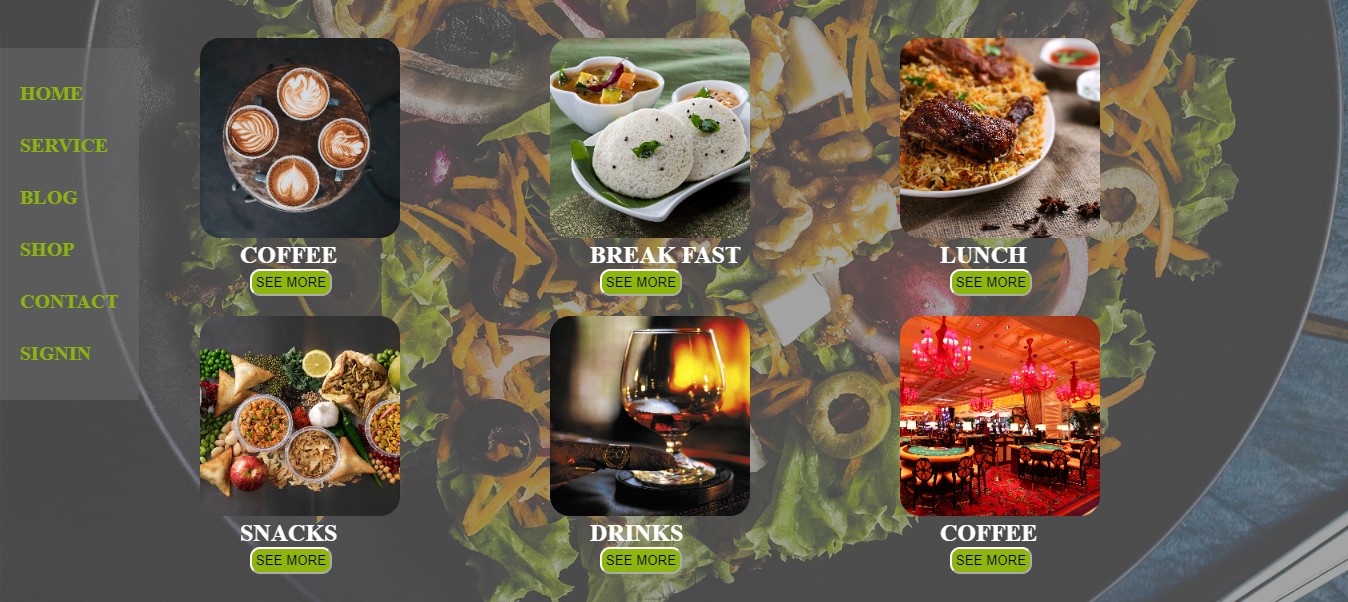 HOME
SERVICE
BLOG
SHOP
CONTACT
SIGNIN
COFFEE
SEE MORE
BREAK FAST
SEE MORE
LUNCH
SEE MORE
SNACKS
SEE MORE
DRINKS
SEE MORE
COFFEE
SEE MORE